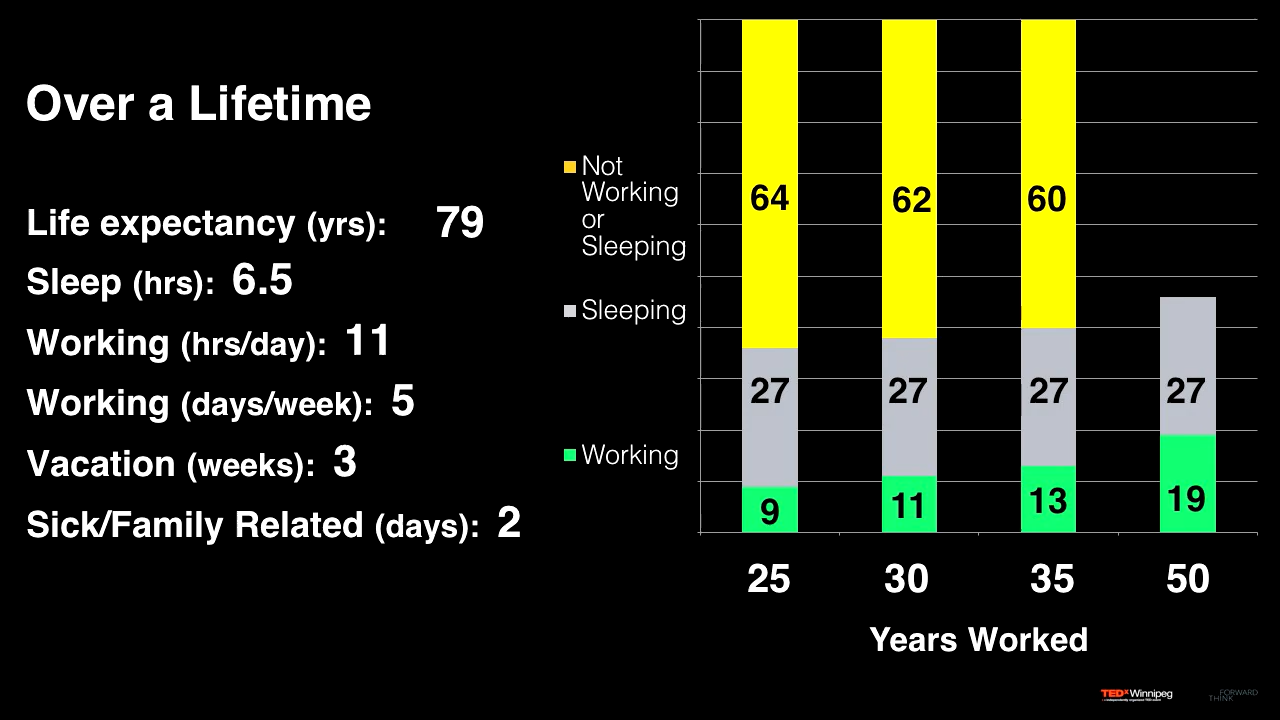 Over a Lifetime
Life expectancy (yrs): 79
Sleep (hrs): 6.5
Working (hrs/day): 11
Working (days/week): 5
Vacation (weeks): 3
Sick/Family Related (days): 2
Not
Working
or
Sleeping
Sleeping
Working
64
62
60
27
27
27
27
9
11
13
19
25
30
35
50
Years Worked
TEDxWinnipeg
FORWARD
THINK